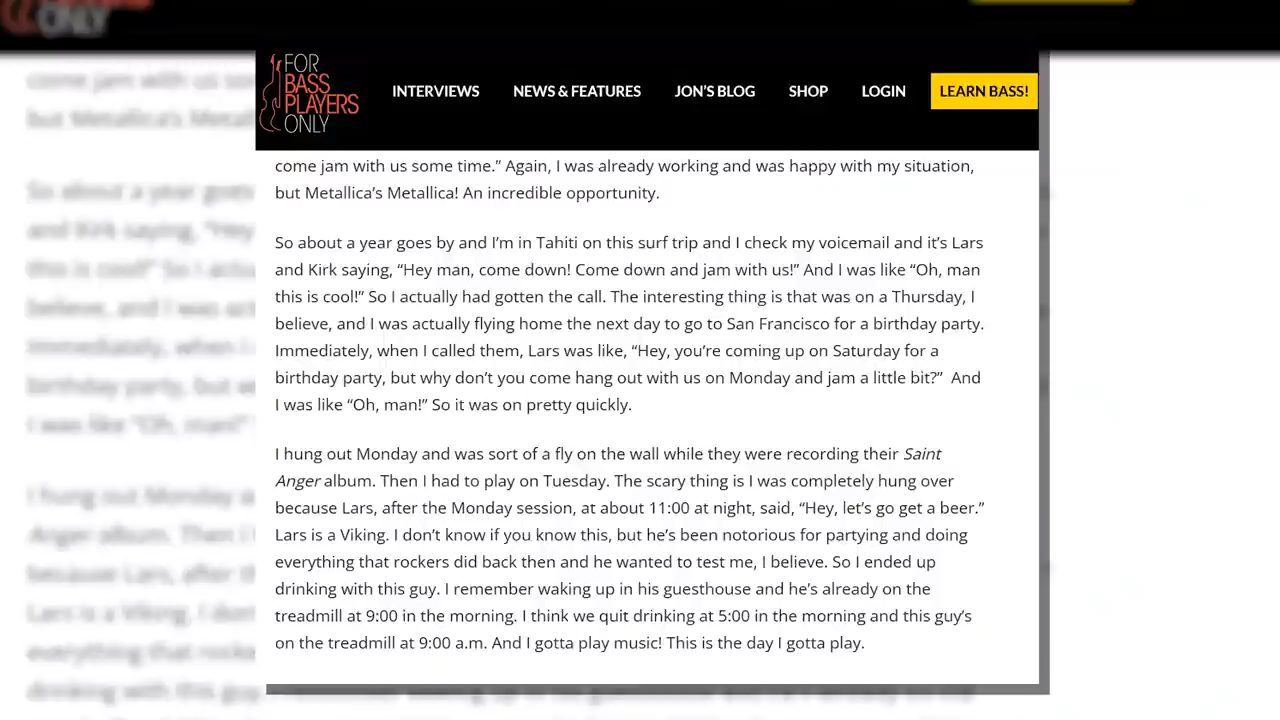 FOR
BASS
PLAYERS
ONLY
INTERVIEWS NEWS & FEATURES JON'S BLOG SHOP LOGIN LEARN BASS!
come jam with us some time.” Again, I was already working and was happy with my situation,
but Metallica’s Metallica! An incredible opportunity.
So about a year goes by and I’m in Tahiti on this surf trip and I check my voicemail and it’s Lars
and Kirk saying, “Hey man, come down! Come down and jam with us!” And I was like “Oh, man
this is cool!” So I actually had gotten the call. The interesting thing is that was on a Thursday, I
believe, and I was actually flying home the next day to go to San Francisco for a birthday party.
Immediately, when I called them, Lars was like, “Hey, you’re coming up on Saturday for a
birthday party, but why don’t you come hang out with us on Monday and jam a little bit?”  And
I was like “Oh, man!” So it was on pretty quickly.
I hung out Monday and was sort of a fly on the wall while they were recording their Saint
Anger album. Then I had to play on Tuesday. The scary thing is I was completely hung over
because Lars, after the Monday session, at about 11:00 at night, said, “Hey, let’s go get a beer.”
Lars is a Viking. I don’t know if you know this, but he’s been notorious for partying and doing
everything that rockers did back then and he wanted to test me, I believe. So I ended up
drinking with this guy. I remember waking up in his guesthouse and he’s already on the
treadmill at 9:00 in the morning. I think we quit drinking at 5:00 in the morning and this guy’s
on the treadmill at 9:00 a.m. And I gotta play music! This is the day I gotta play.